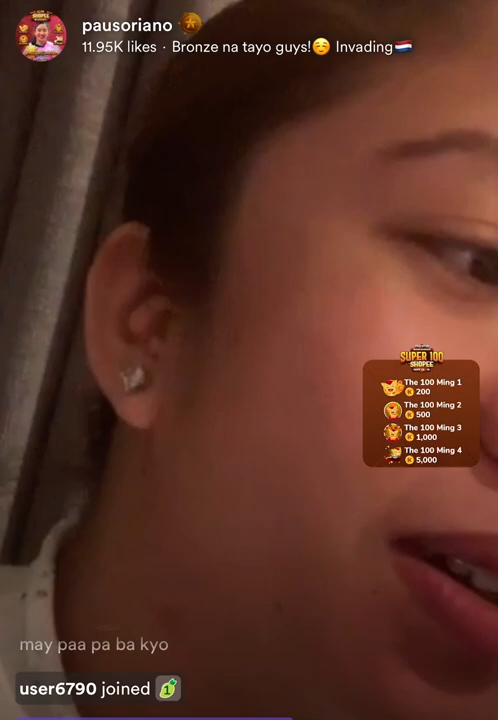 pausoriano
11.95K likes · Bronze na tayo guys!☺️ Invading🇳🇱
SUPER 100
SHOPEE
The 100 Ming 1
200
The 100 Ming 2
500
The 100 Ming 3
1,000
The 100 Ming 4
5,000
may paa pa ba kyo
user6790 joined 1